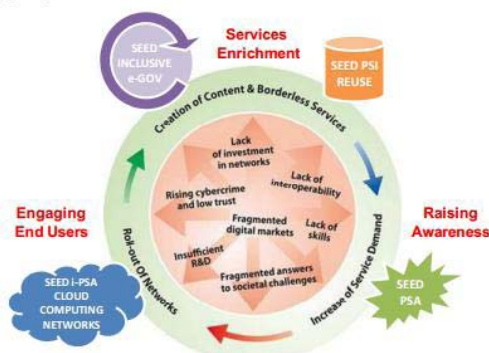 Services
Enrichment
SEED
INCLUSIVE
e-GOV
SEED PSI
REUSE
Creation of Content & Borderless Services
Lack
of investment
in networks
Lack of
interoperability
Rising cybercrime
and low trust
Fragmented
digital markets
Lack of
skills
Insufficient
R&D
Fragmented answers
to societal challenges
Engaging
End Users
Raising
Awareness
Roll-out Of Networks
Increase of Service Demand
SEED i-PSA
CLOUD
COMPUTING
NETWORKS
SEED
PSA